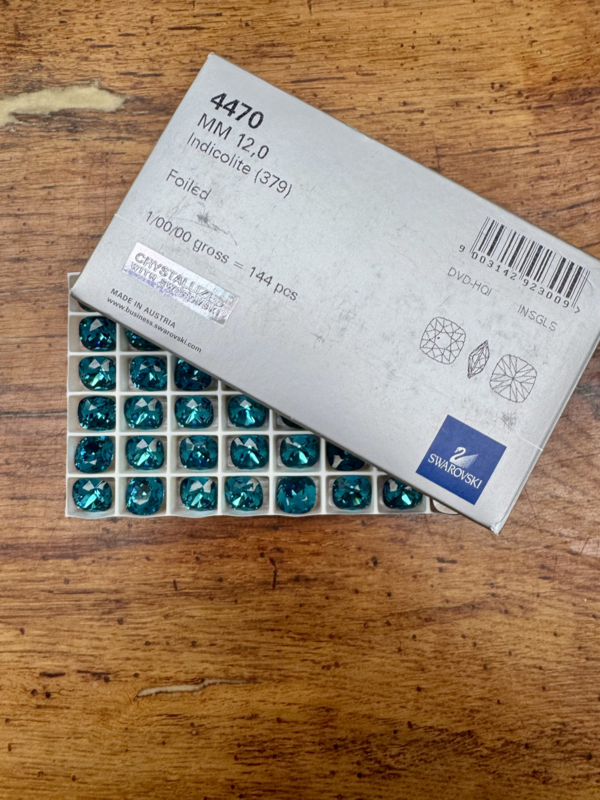 4470
MM 12,0
Indicolite (379)
Foiled
1/00/00 gross = 144 pcs
CRYSTALLIZED
WITH SWAROVSKI
MADE IN AUSTRIA
www.business.swarovski.com
9 003142 923009 >
DVD-HQI INSGLS
SWAROVSKI